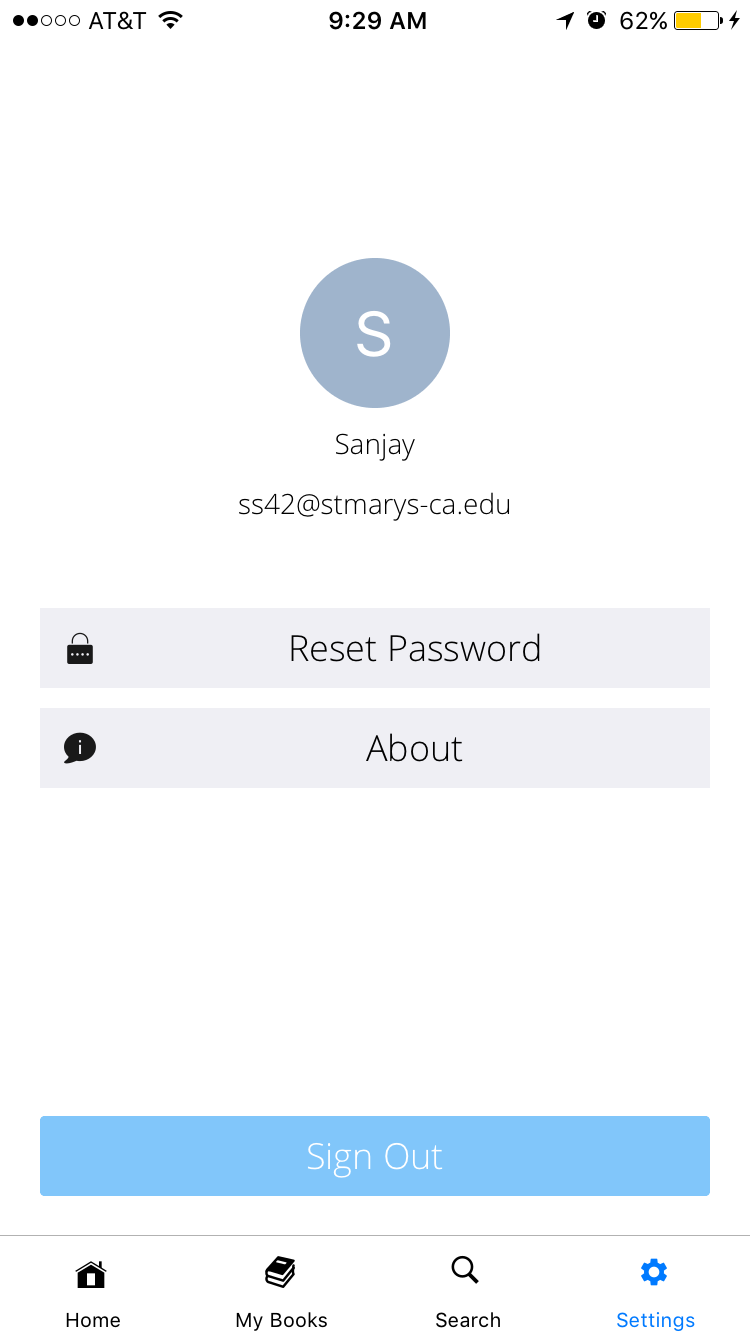 AT&T 9:29 AM 62%
S
Sanjay
ss42@stmarys-ca.edu
Reset Password
i About
Sign Out
Home My Books Search Settings